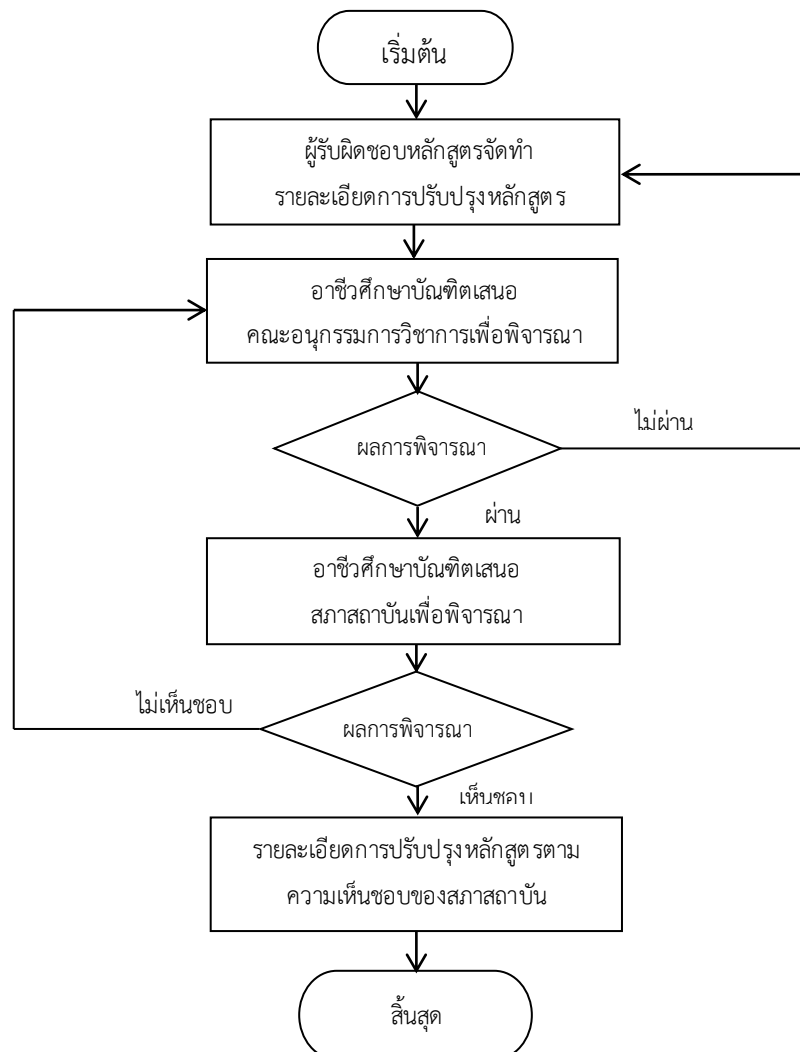 เริ่มต้น
ผู้รับผิดชอบหลักสูตรจัดทำ
รายละเอียดการปรับปรุงหลักสูตร
อาชีวศึกษาบัณฑิตเสนอ
คณะอนุกรรมการวิชาการเพื่อพิจารณา
ไม่ผ่าน
ผลการพิจารณา
ผ่าน
อาชีวศึกษาบัณฑิตเสนอ
สภาสถาบันเพื่อพิจารณา
ไม่เห็นชอบ
ผลการพิจารณา
เห็นชอบ
รายละเอียดการปรับปรุงหลักสูตรตาม
ความเห็นชอบของสภาสถาบัน
สิ้นสุด